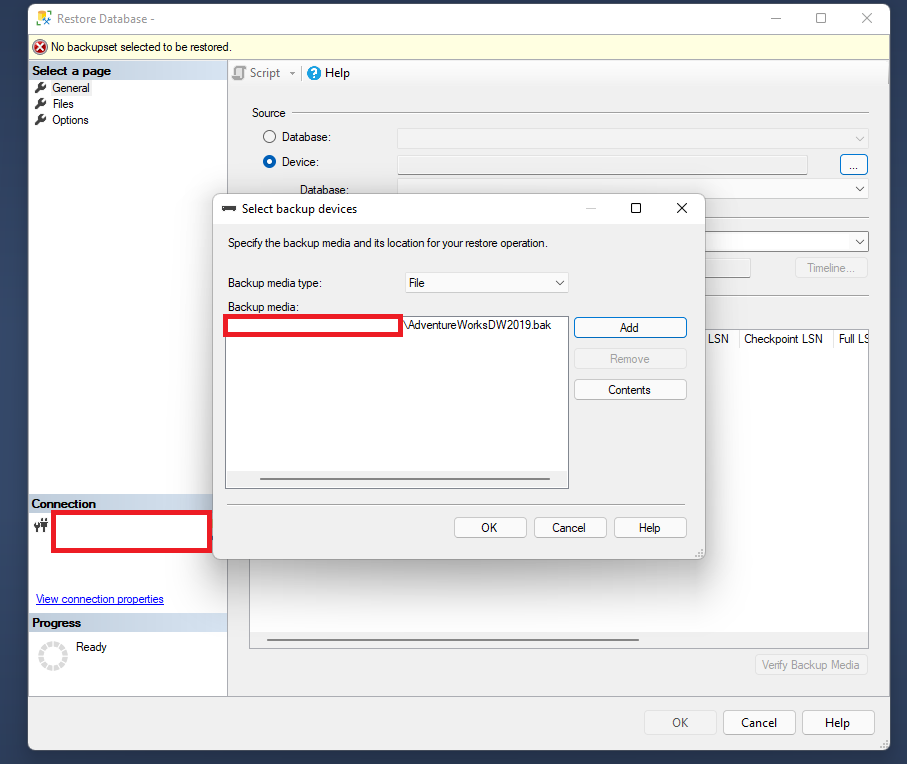 Restore Database -
No backupset selected to be restored.
Select a page
General
Files
Options
Script
Help
Source
Database:
Device:
...
Database:
Select backup devices
Specify the backup media and its location for your restore operation.
Backup media type:
File
Backup media:
\AdventureWorksDW2019.bak
Add
Remove
Contents
OK
Cancel
Help
Timeline...
LSN
Checkpoint LSN
Full LS
Connection
View connection properties
Progress
Ready
Verify Backup Media
OK
Cancel
Help